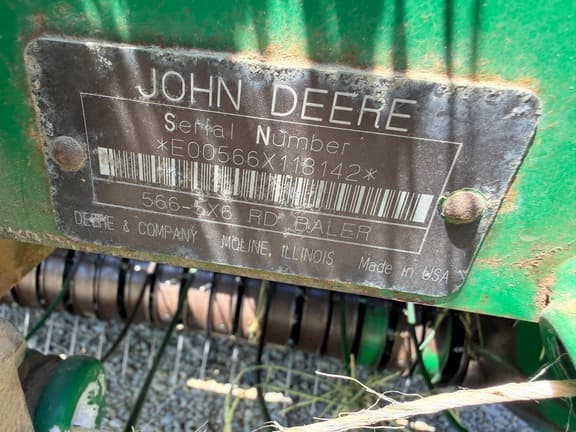 JOHN DEERE
Serial Number
*E00566X118142*
566-5X6 RD BALER
DEERE & COMPANY MOLINE, ILLINOIS Made in USA